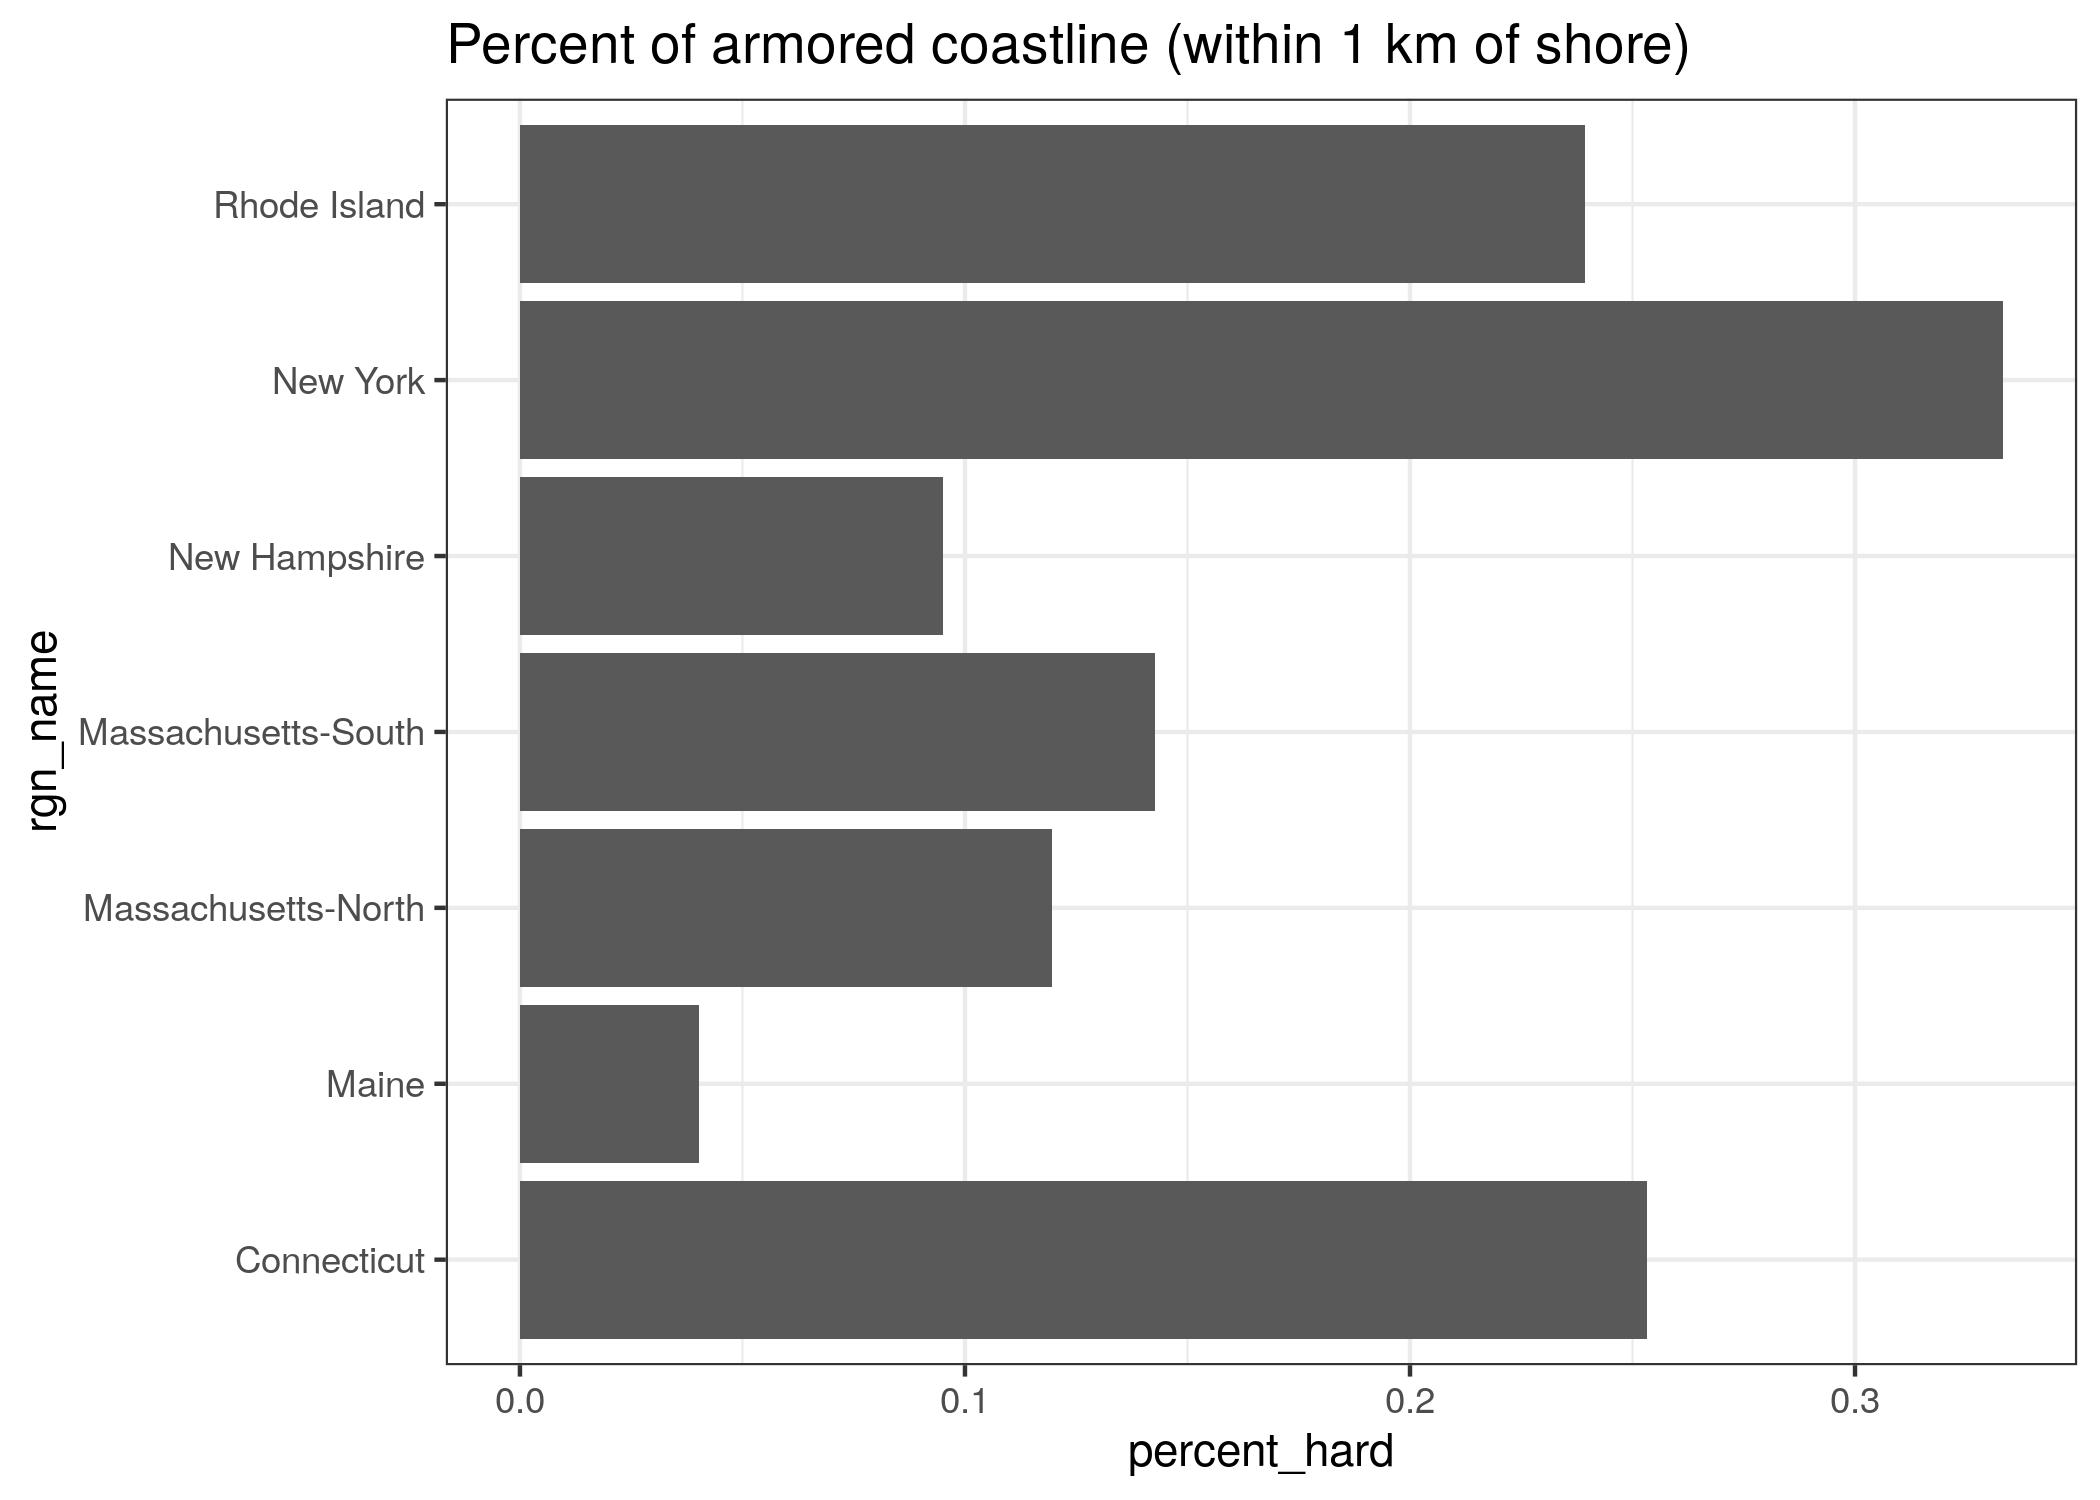 Percent of armored coastline (within 1 km of shore)
rgn_name
Rhode Island
New York
New Hampshire
Massachusetts-South
Massachusetts-North
Maine
Connecticut
0.0 0.1 0.2 0.3
percent_hard